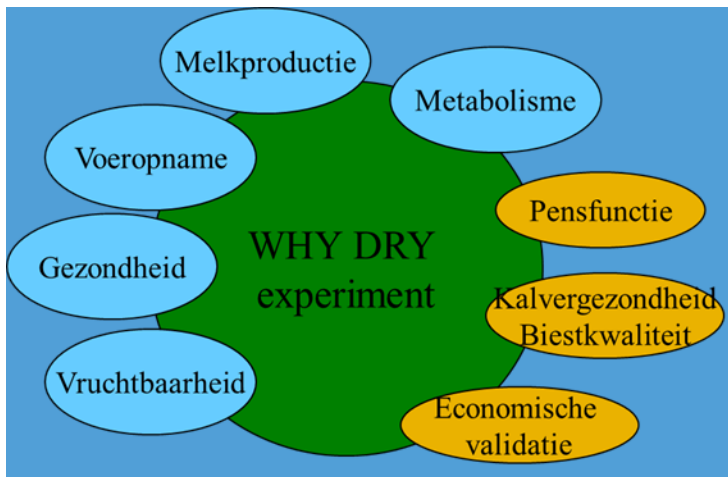 Melkproductie
Metabolisme
Voeropname
Pensfunctie
WHY DRY
experiment
Gezondheid
Kalvergezondheid
Biestkwaliteit
Vruchtbaarheid
Economische
validatie